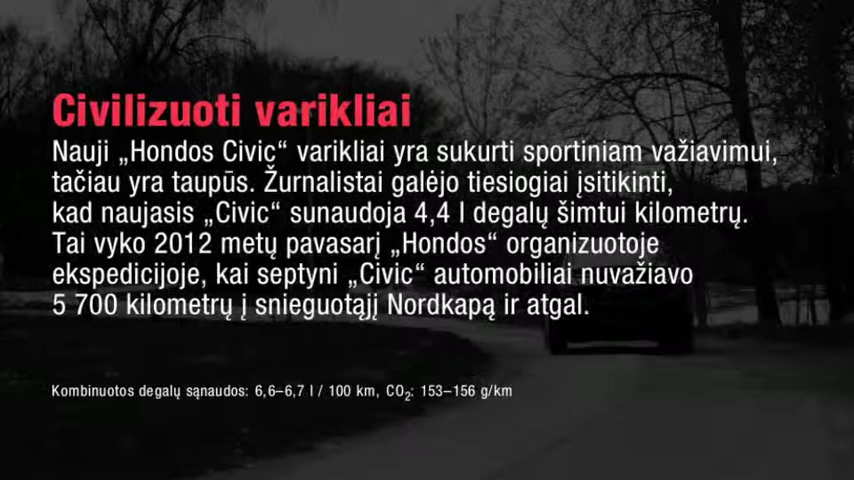 Civilizuoti varikliai
Nauji „Hondos Civic“ varikliai yra sukurti sportiniam važiavimui,
tačiau yra taupūs. Žurnalistai galėjo tiesiogiai įsitikinti,
kad naujasis „Civic“ sunaudoja 4,4 l degalų šimtui kilometrų.
Tai vyko 2012 metų pavasarį „Hondos“ organizuotoje
ekspedicijoje, kai septyni „Civic“ automobiliai nuvažiavo
5 700 kilometrų į snieguotąjį Nordkapą ir atgal.
Kombinuotos degalų sąnaudos: 6,6–6,7 l / 100 km, CO₂: 153–156 g/km